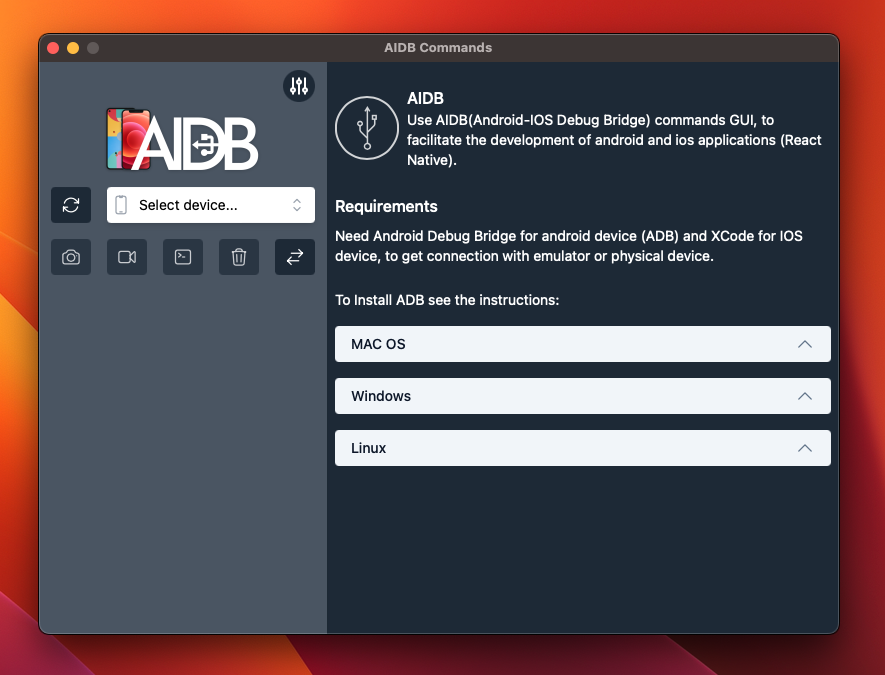 AIDB Commands
AIDB
Select device...
AIDB
Use AIDB(Android-IOS Debug Bridge) commands GUI, to
facilitate the development of android and ios applications (React
Native).
Requirements
Need Android Debug Bridge for android device (ADB) and XCode for IOS
device, to get connection with emulator or physical device.
To Install ADB see the instructions:
MAC OS
Windows
Linux